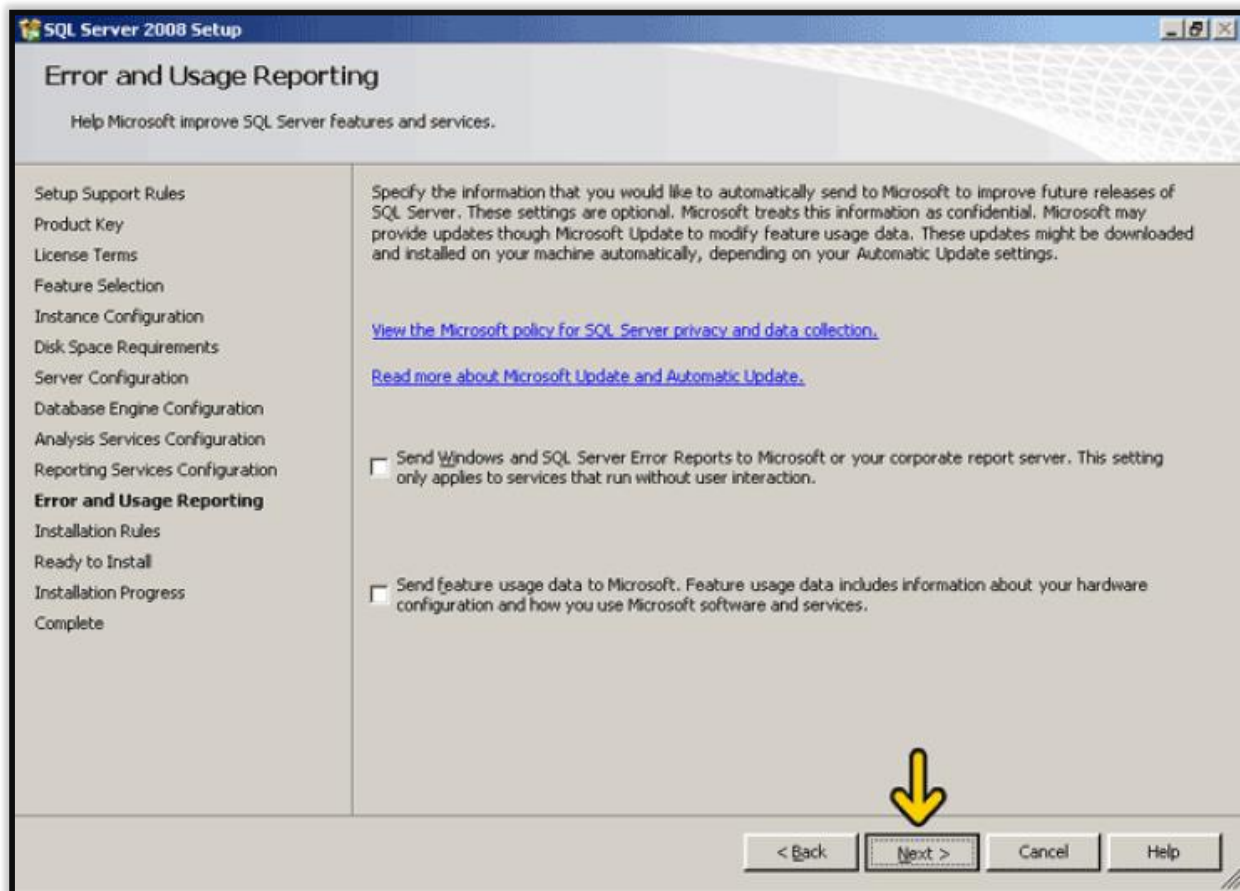 SQL Server 2008 Setup
Error and Usage Reporting
Help Microsoft improve SQL Server features and services.
Setup Support Rules
Product Key
License Terms
Feature Selection
Instance Configuration
Disk Space Requirements
Server Configuration
Database Engine Configuration
Analysis Services Configuration
Reporting Services Configuration
Error and Usage Reporting
Installation Rules
Ready to Install
Installation Progress
Complete
Specify the information that you would like to automatically send to Microsoft to improve future releases of
SQL Server. These settings are optional. Microsoft treats this information as confidential. Microsoft may
provide updates though Microsoft Update to modify feature usage data. These updates might be downloaded
and installed on your machine automatically, depending on your Automatic Update settings.
View the Microsoft policy for SQL Server privacy and data collection.
Read more about Microsoft Update and Automatic Update.
Send Windows and SQL Server Error Reports to Microsoft or your corporate report server. This setting
only applies to services that run without user interaction.
Send feature usage data to Microsoft. Feature usage data includes information about your hardware
configuration and how you use Microsoft software and services.
< Back
Next >
Cancel
Help